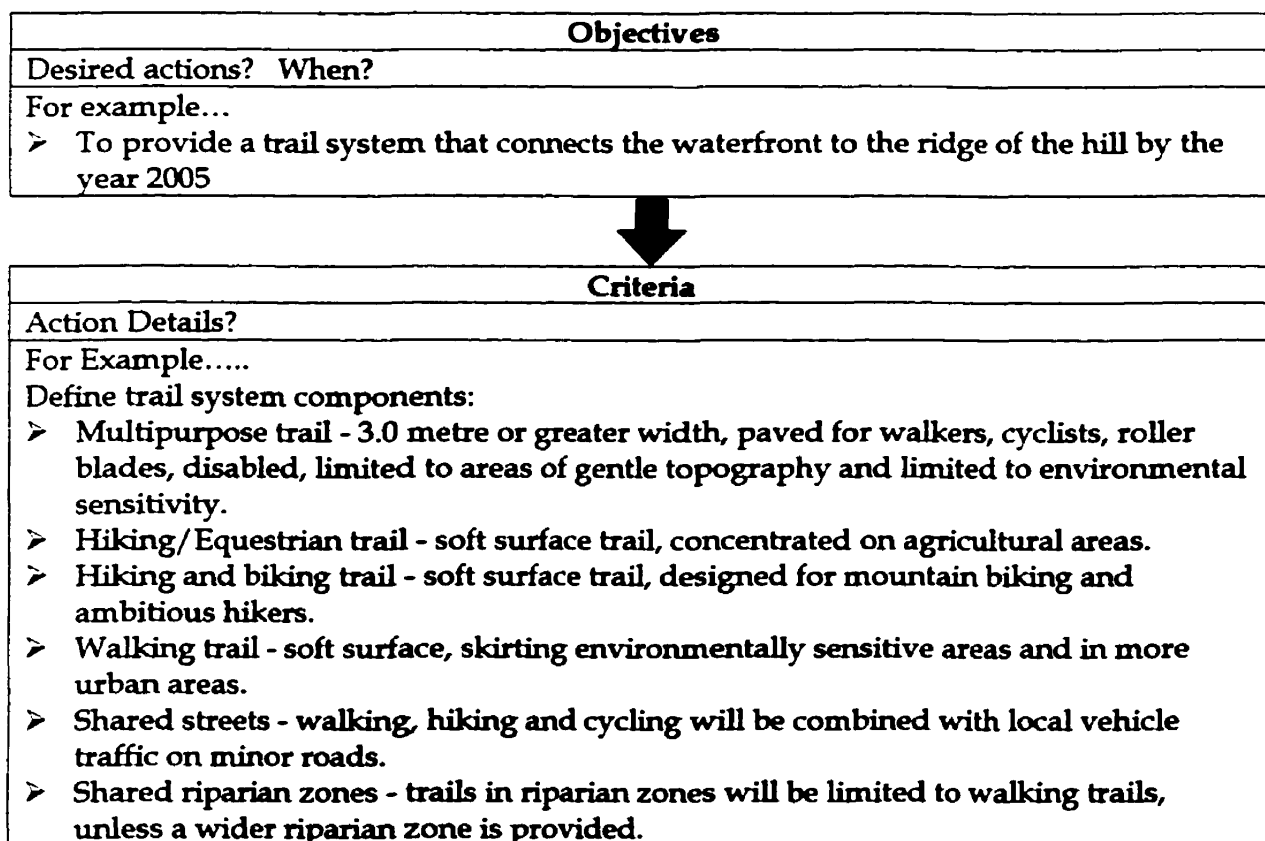 Objectives
Desired actions? When?
For example...
➢ To provide a trail system that connects the waterfront to the ridge of the hill by the
year 2005
Criteria
Action Details?
For Example.....
Define trail system components:
➢ Multipurpose trail - 3.0 metre or greater width, paved for walkers, cyclists, roller
blades, disabled, limited to areas of gentle topography and limited to environmental
sensitivity.
➢ Hiking/Equestrian trail - soft surface trail, concentrated on agricultural areas.
➢ Hiking and biking trail - soft surface trail, designed for mountain biking and
ambitious hikers.
➢ Walking trail - soft surface, skirting environmentally sensitive areas and in more
urban areas.
➢ Shared streets - walking, hiking and cycling will be combined with local vehicle
traffic on minor roads.
➢ Shared riparian zones - trails in riparian zones will be limited to walking trails,
unless a wider riparian zone is provided.